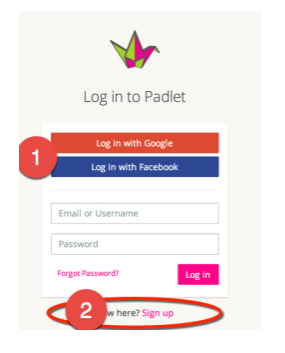 Log in to Padlet
Log in with Google
1
Log in with Facebook
Email or Username
Password
Forgot Password? Log in
2 here? Sign up